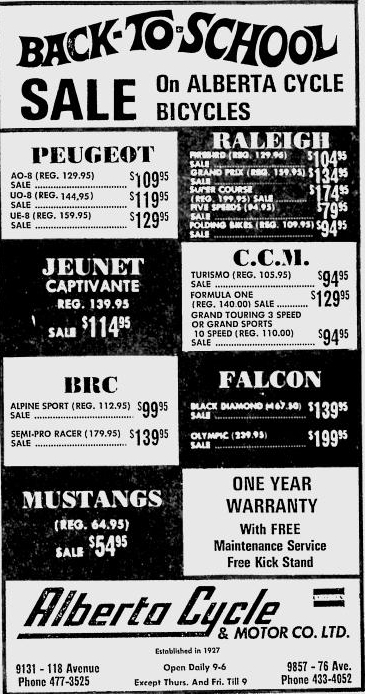 BACK-TO-SCHOOL
SALE On ALBERTA CYCLE
BICYCLES
PEUGEOT
AO-8 (REG. 129.95)
SALE ........ $109.95
UO-8 (REG. 144,95)
SALE ........ $119.95
UE-8 (REG. 159.95)
SALE ........ $129.95
RALEIGH
FIREBIRD (REG. 129.95)
SALE ........ $104.95
GRAND PRIX (REG. 159.95)
SALE ........ $134.95
SUPER COURSE
(REG. 199.95) SALE ........ $174.95
FIVE SPEEDS (94.95)
SALE ........ $79.95
FOLDING BIKES (REG. 109.95)
SALE ........ $94.95
JEUNET
CAPTIVANTE
REG. 139.95
SALE $114.95
C.C.M.
TURISMO (REG. 105.95)
SALE ........ $94.95
FORMULA ONE
(REG. 140.00) SALE ........ $129.95
GRAND TOURING 3 SPEED
OR GRAND SPORTS
10 SPEED (REG. 110.00)
SALE ........ $94.95
BRC
ALPINE SPORT (REG. 112.95)
SALE ........ $99.95
SEMI-PRO RACER (179.95)
SALE ........ $139.95
FALCON
BLACK DIAMOND
SALE ........ $139.95
OLYMPIC (239.95)
SALE ........ $199.95
MUSTANGS
(REG. 64.95)
SALE $54.95
ONE YEAR
WARRANTY
With FREE
Maintenance Service
Free Kick Stand
Alberta Cycle
& MOTOR CO. LTD.
Established in 1927
9131 - 118 Avenue
Phone 477-3525
Open Daily 9-6
Except Thurs. And Fri. Till 9
9857 - 76 Ave.
Phone 433-4052